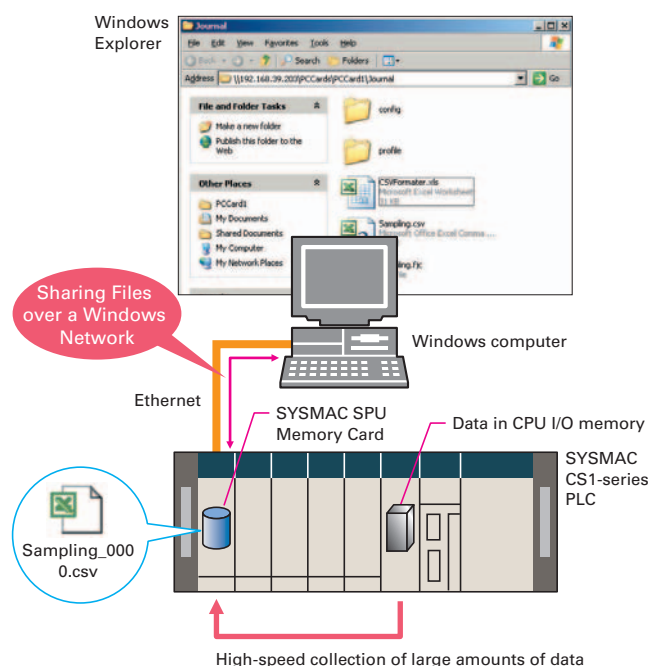 Windows
Explorer
Journal
File Edit View Favorites Tools Help
Back Search Folders
Address \\192.168.39.203\PCCards\PCCard1\Journal Go
File and Folder Tasks
Make a new folder
Publish this folder to the
Web
Other Places
PCCard1
My Documents
Shared Documents
My Computer
My Network Places
config
profile
CSVFormater.xls
Microsoft Excel Worksheet
31 KB
Sampling.csv
Microsoft Office Excel Comma ...
Sharing Files
over a Windows
Network
Windows computer
Ethernet
SYSMAC SPU
Memory Card
Data in CPU I/O memory
SYSMAC
CS1-series
PLC
Sampling_000
0.csv
High-speed collection of large amounts of data